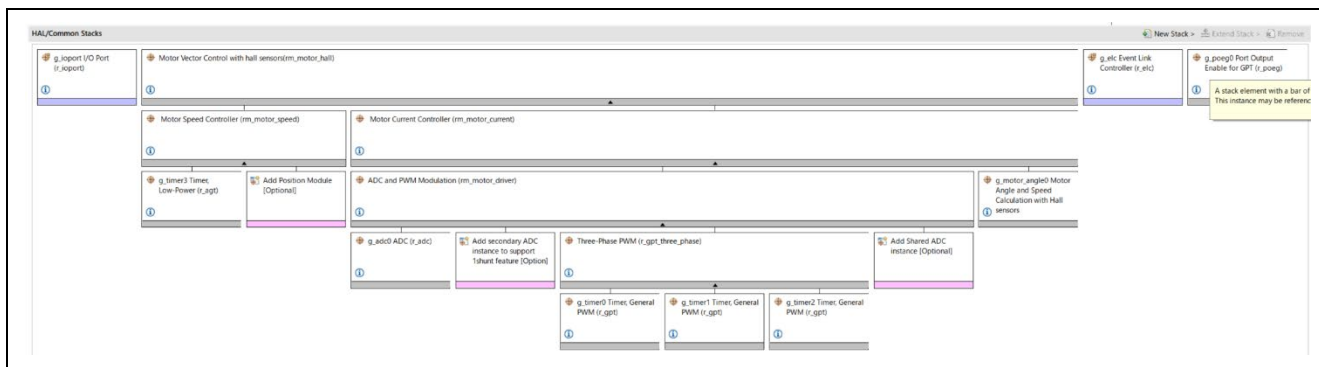 HAL/Common Stacks
New Stack > Extend Stack > Remove
g_ioport I/O Port
(r_ioport)
Motor Vector Control with hall sensors(rm_motor_hall)
g_elc Event Link
Controller (r_elc)
g_poeg0 Port Output
Enable for GPT (r_poeg)
A stack element with a bar of
This instance may be referenc
Motor Speed Controller (rm_motor_speed)
Motor Current Controller (rm_motor_current)
g_timer3 Timer,
Low-Power (r_agt)
Add Position Module
[Optional]
ADC and PWM Modulation (rm_motor_driver)
g_motor_angle0 Motor
Angle and Speed
Calculation with Hall
sensors
g_adc0 ADC (r_adc)
Add secondary ADC
instance to support
1shunt feature [Option]
Three-Phase PWM (r_gpt_three_phase)
Add Shared ADC
instance [Optional]
g_timer0 Timer, General
PWM (r_gpt)
g_timer1 Timer, General
PWM (r_gpt)
g_timer2 Timer, General
PWM (r_gpt)